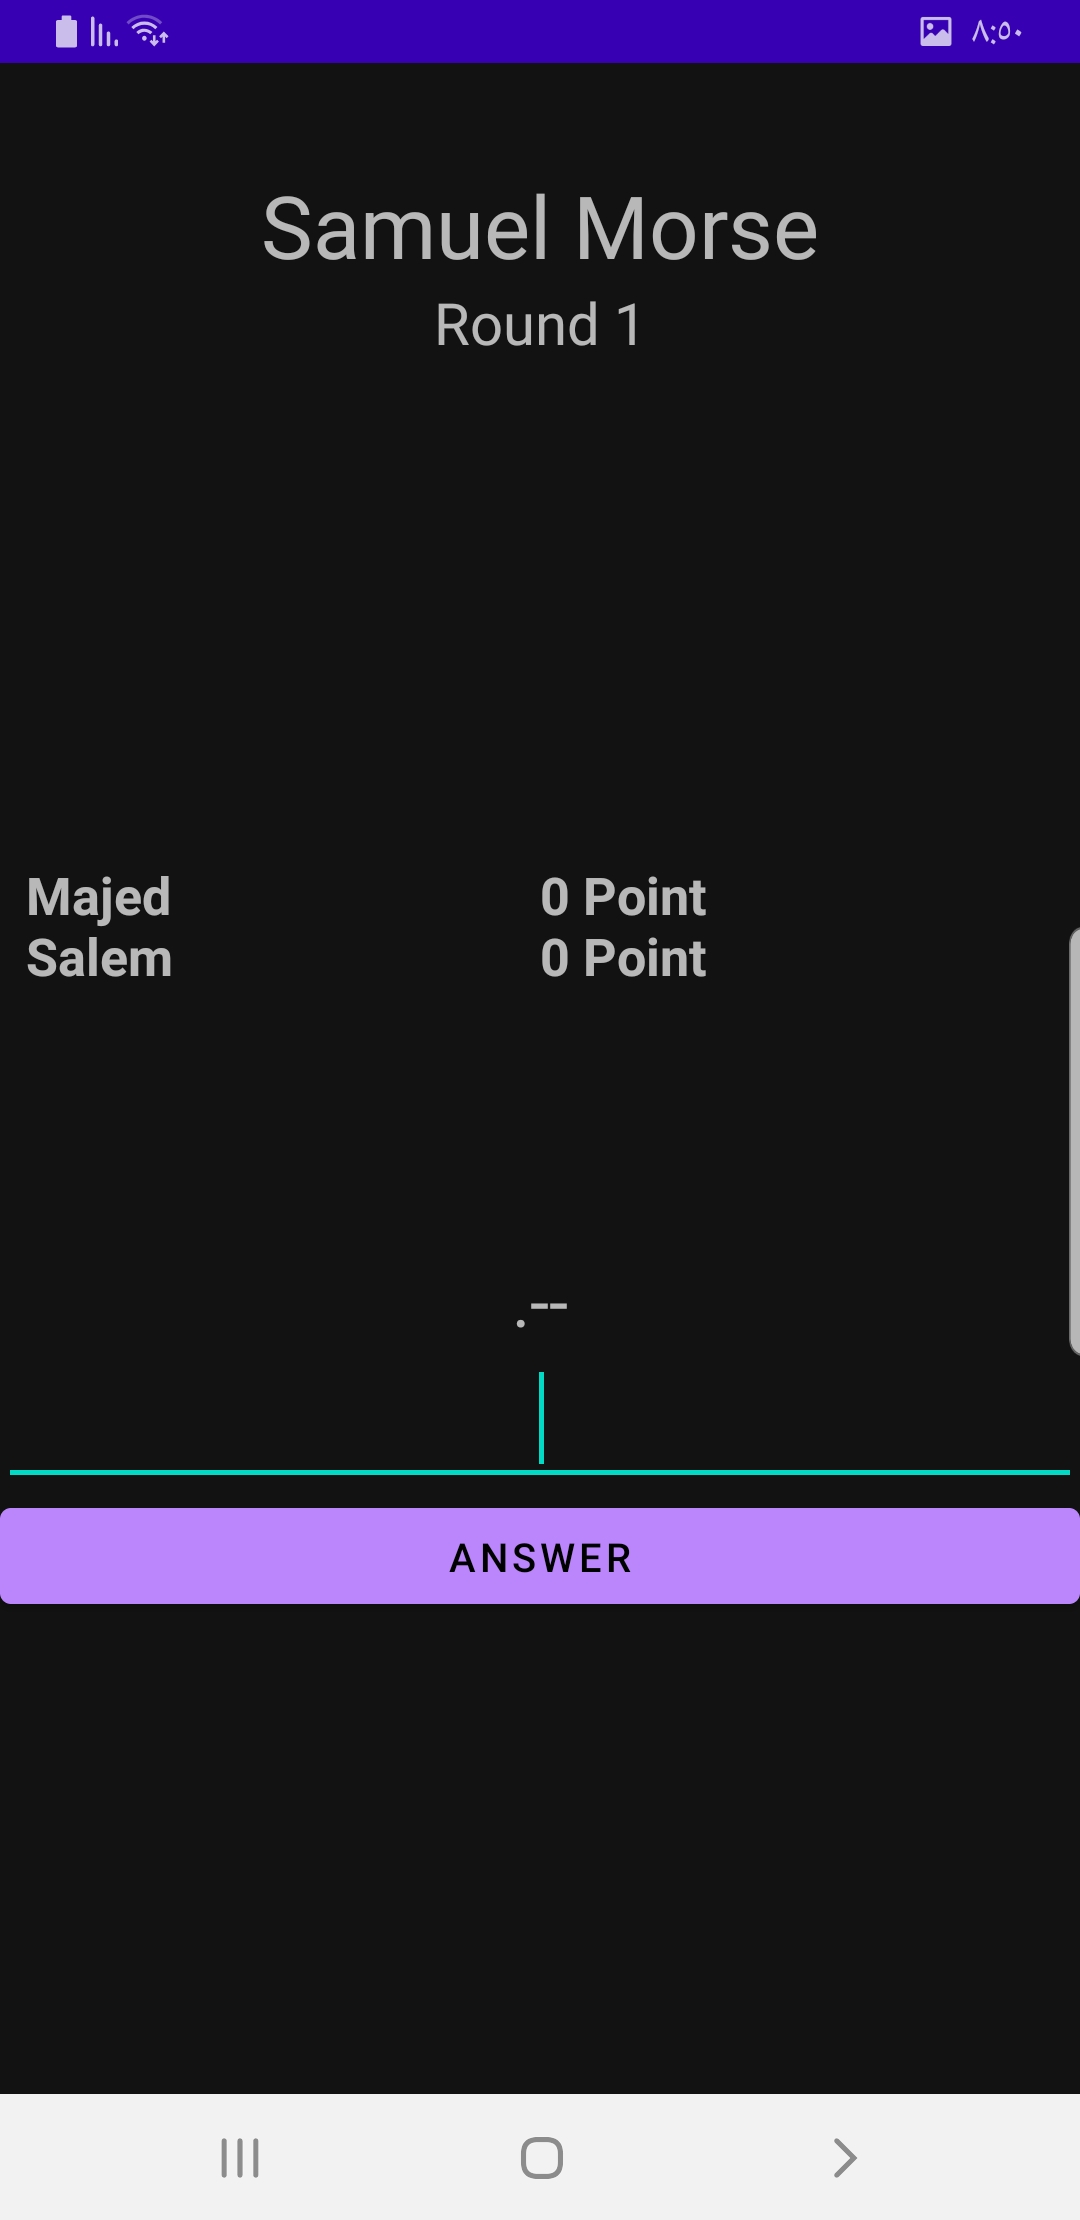 ٨:٥٠
Samuel Morse
Round 1
Majed 0 Point
Salem 0 Point
.--
ANSWER